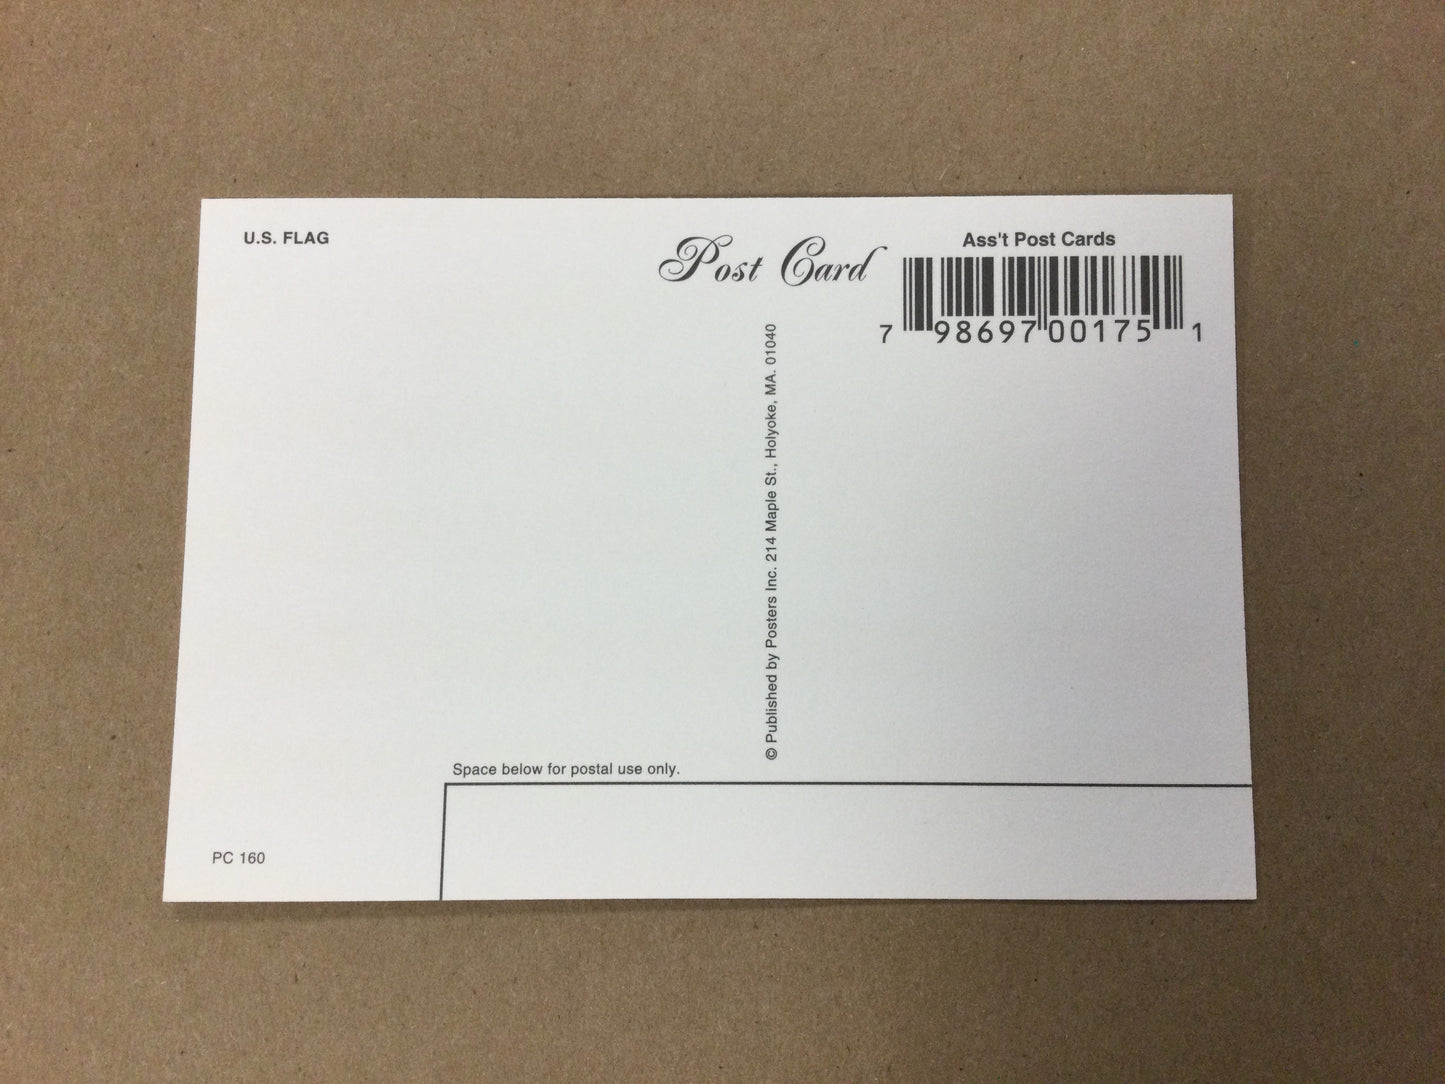 U.S. FLAG
Post Card
Ass't Post Cards
7 98697 00175 1
© Published by Posters Inc. 214 Maple St., Holyoke, MA. 01040
Space below for postal use only.
PC 160